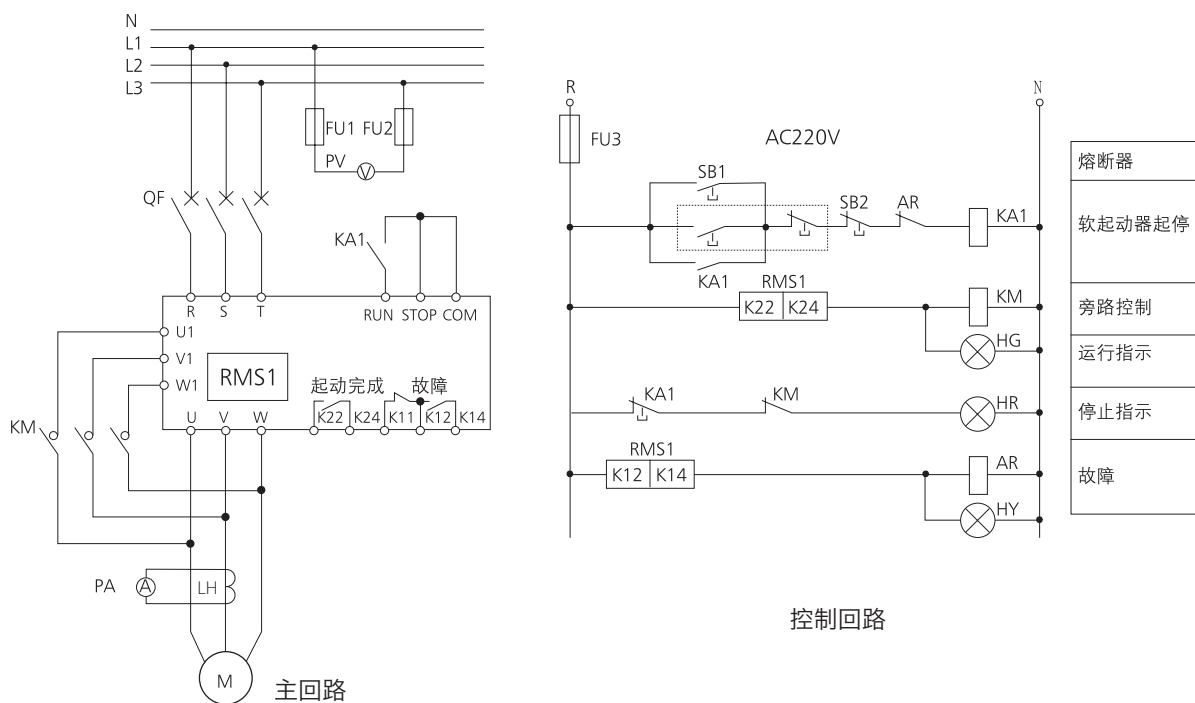 N
L1
L2
L3
FU1 FU2
PV
V
QF
KA1
R S T
RUN STOP COM
U1
V1
W1
RMS1
起动完成 故障
U V W
K22 K24 K11 K12 K14
KM
PA
A
LH
M
主回路
R
N
FU3
AC220V
SB1
SB2
AR
KA1
KA1
RMS1
K22 K24
KM
HG
KA1
KM
HR
RMS1
K12 K14
AR
HY
控制回路
熔断器
软起动器起停
旁路控制
运行指示
停止指示
故障